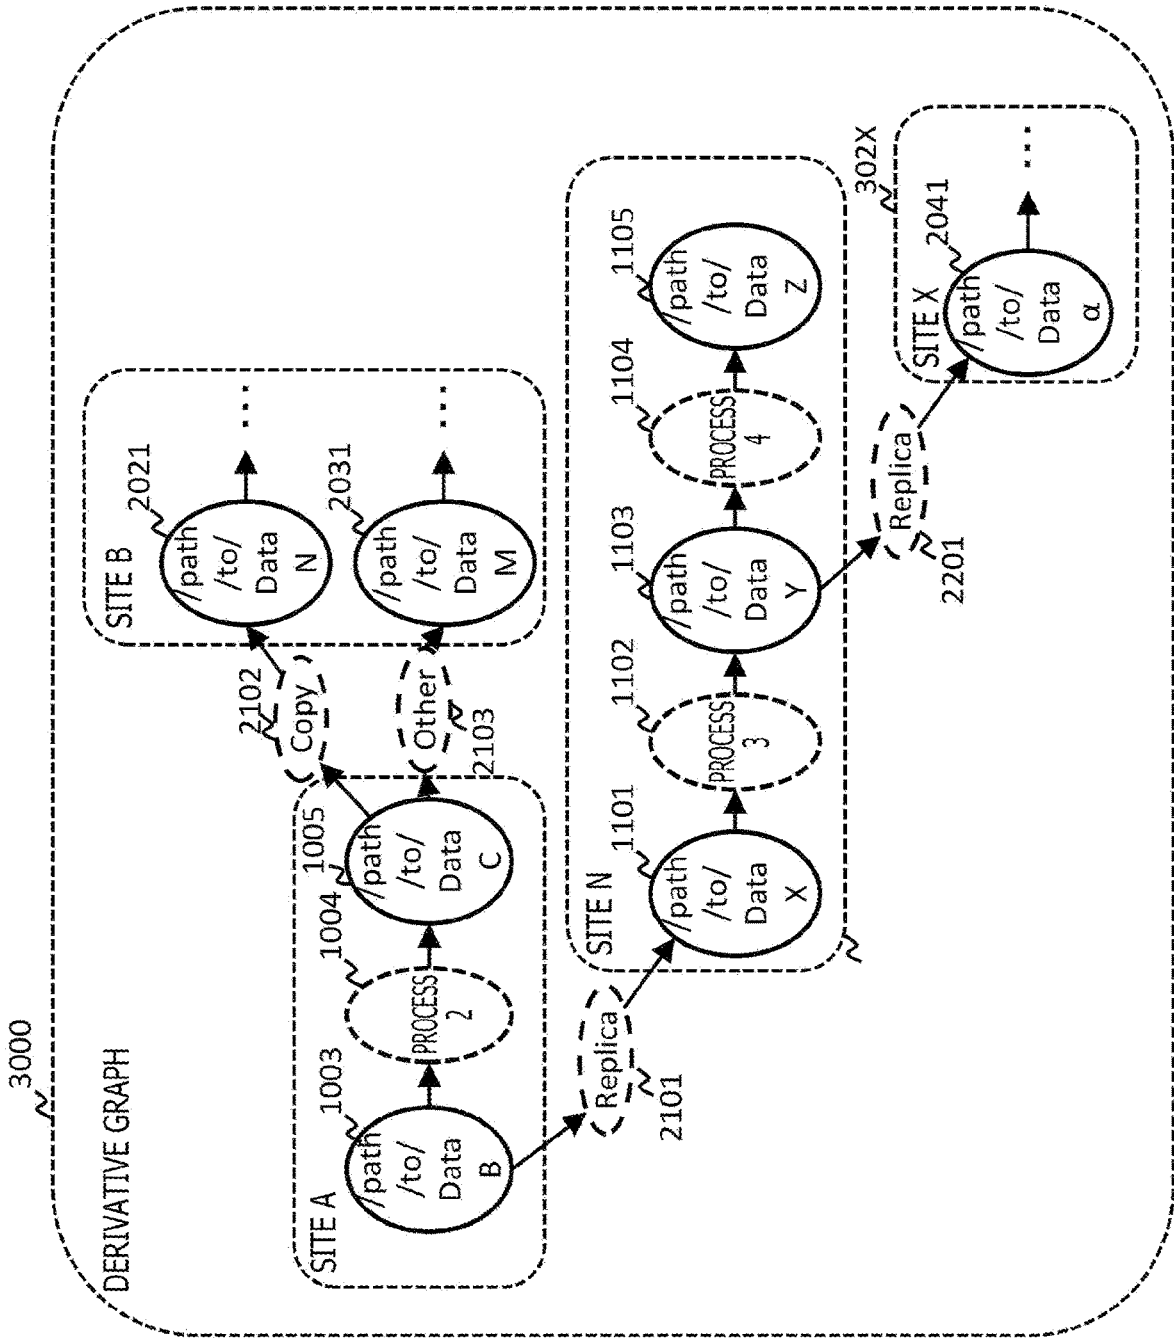 3000
DERIVATIVE GRAPH
SITE A
1003
/path
/to/
Data
B
1004
PROCESS
2
1005
/path
/to/
Data
C
2102
Copy
Other
2103
SITE B
2021
/path
/to/
Data
N
...
2031
/path
/to/
Data
M
...
Replica
2101
SITE N
1101
/path
/to/
Data
X
1102
PROCESS
3
1103
/path
/to/
Data
Y
1104
PROCESS
4
1105
/path
/to/
Data
Z
Replica
2201
302X
SITE X
2041
/path
/to/
Data
α
...